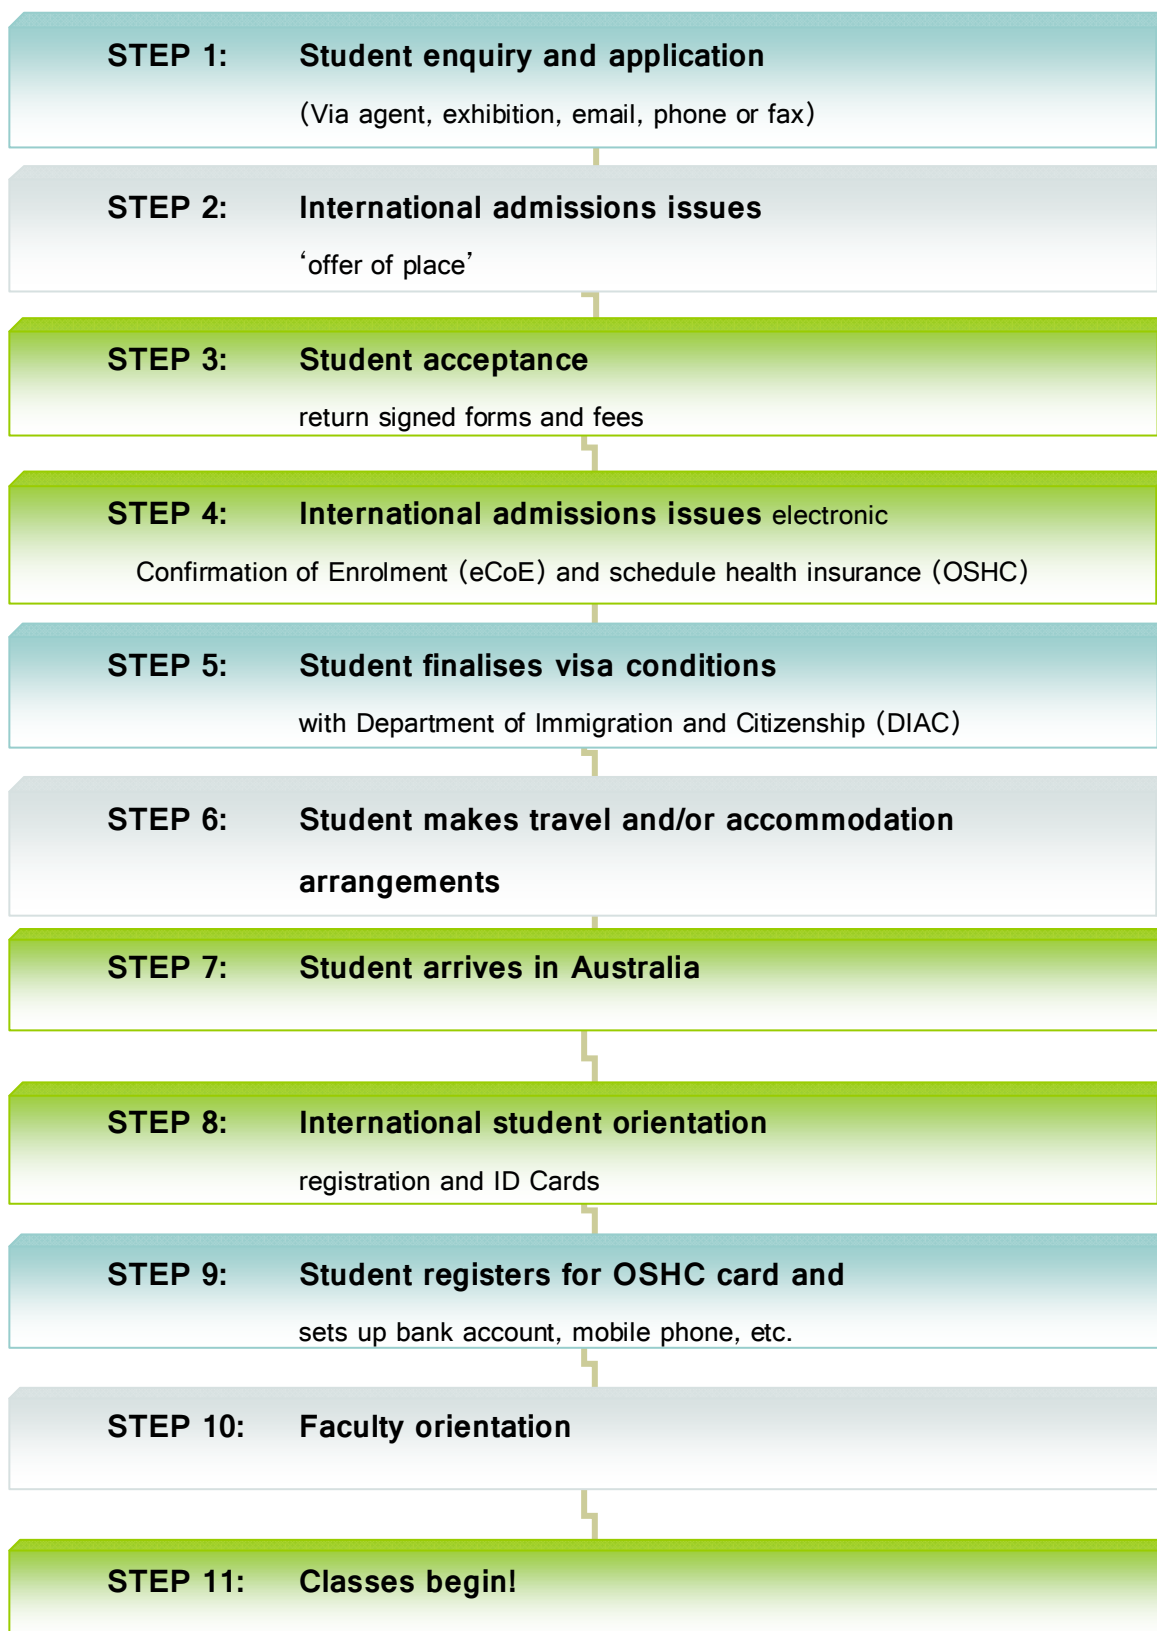 STEP 1: Student enquiry and application
(Via agent, exhibition, email, phone or fax)
STEP 2: International admissions issues
‘offer of place’
STEP 3: Student acceptance
return signed forms and fees
STEP 4: International admissions issues electronic
Confirmation of Enrolment (eCoE) and schedule health insurance (OSHC)
STEP 5: Student finalises visa conditions
with Department of Immigration and Citizenship (DIAC)
STEP 6: Student makes travel and/or accommodation
arrangements
STEP 7: Student arrives in Australia
STEP 8: International student orientation
registration and ID Cards
STEP 9: Student registers for OSHC card and
sets up bank account, mobile phone, etc.
STEP 10: Faculty orientation
STEP 11: Classes begin!